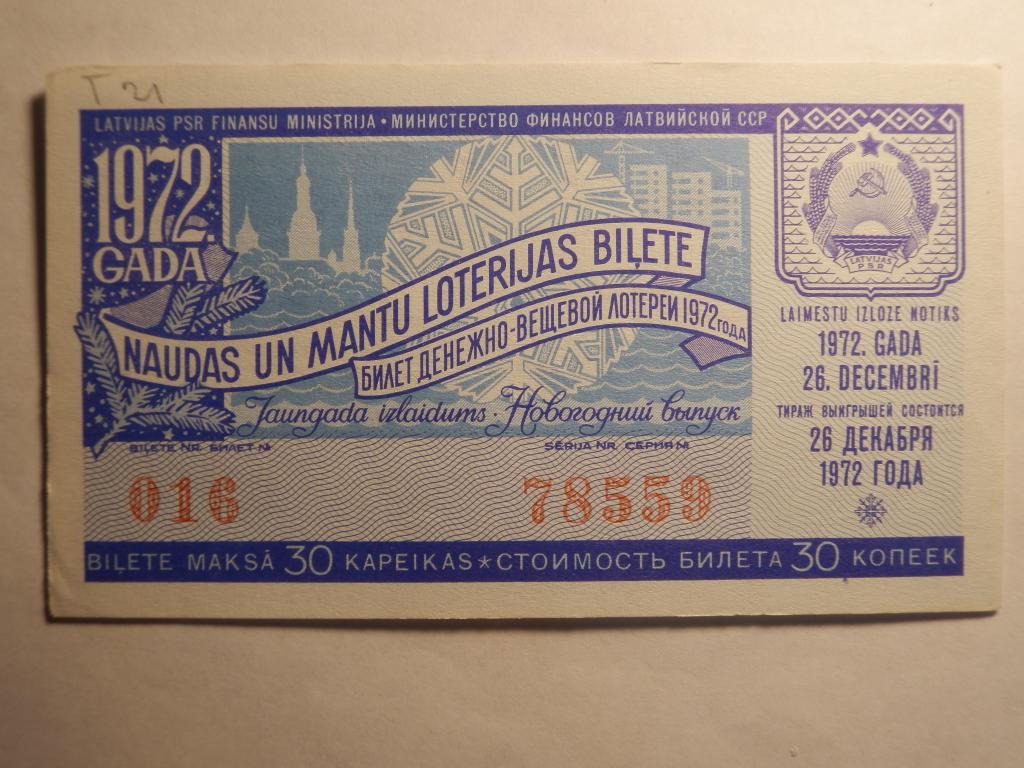 Т 21
LATVIJAS PSR FINANSU MINISTRIJA • МИНИСТЕРСТВО ФИНАНСОВ ЛАТВИЙСКОЙ ССР
1972.
GADA
NAUDAS UN MANTU LOTERIJAS BIĻETE
БИЛЕТ ДЕНЕЖНО-ВЕЩЕВОЙ ЛОТЕРЕИ 1972 ГОДА
Jaungada izlaidums · Новогодний выпуск
BIĻETE NR. БИЛЕТ №
SĒRIJA NR. СЕРИЯ №
016
78559
LATVIJAS
PSR
LAIMESTU IZLOZE NOTIKS
1972. GADA
26. DECEMBRĪ
ТИРАЖ ВЫИГРЫШЕЙ СОСТОИТСЯ
26 ДЕКАБРЯ
1972 ГОДА
BIĻETE MAKSĀ 30 KAPEIKAS ★ СТОИМОСТЬ БИЛЕТА 30 КОПЕЕК